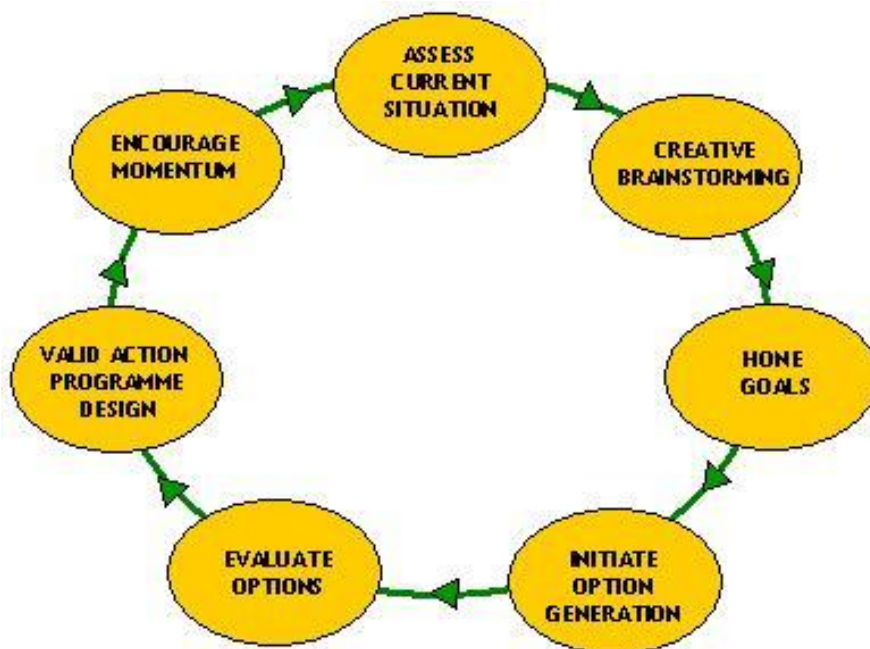 ASSESS
CURRENT
SITUATION
CREATIVE
BRAINSTORMING
HONE
GOALS
INITIATE
OPTION
GENERATION
EVALUATE
OPTIONS
VALID ACTION
PROGRAMME
DESIGN
ENCOURAGE
MOMENTUM